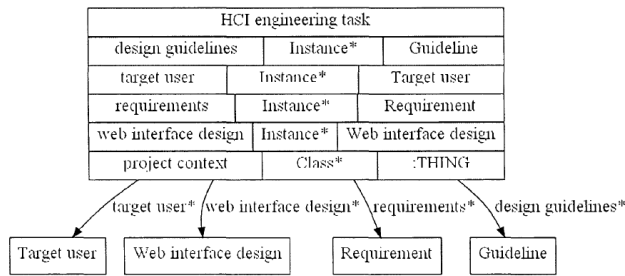 HCI engineering task
design guidelines Instance* Guideline
target user Instance* Target user
requirements Instance* Requirement
web interface design Instance* Web interface design
project context Class* :THING
target user* web interface design* requirements* design guidelines*
Target user Web interface design Requirement Guideline